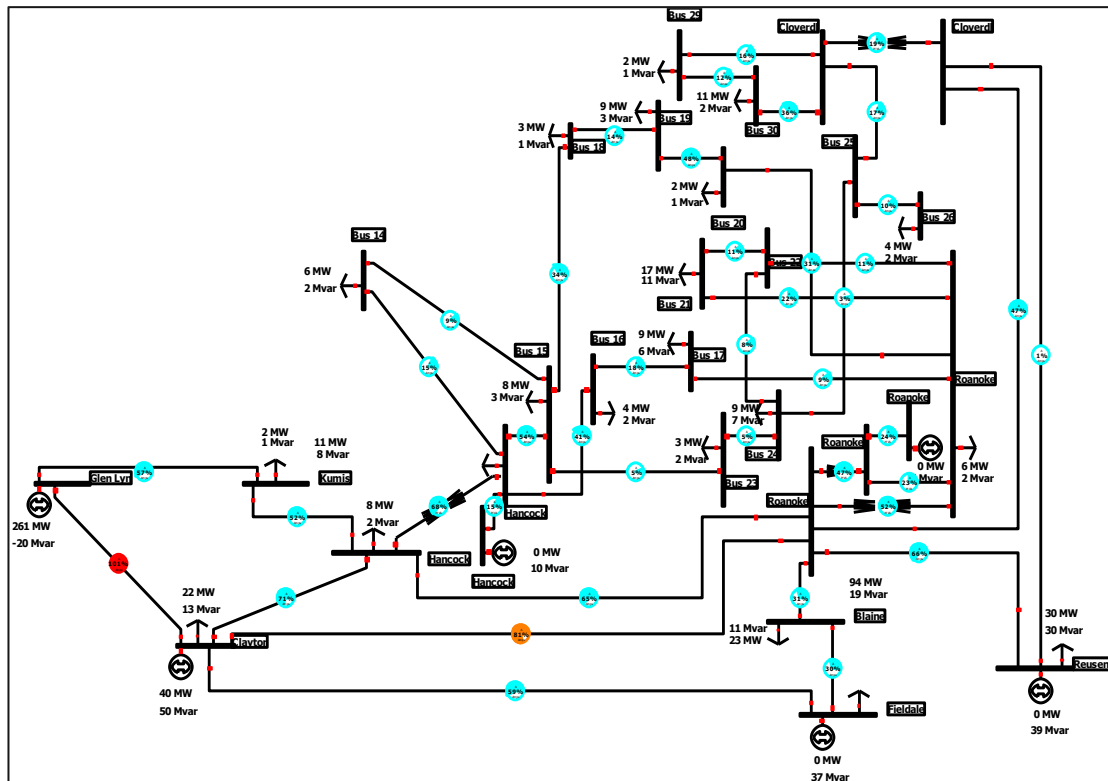 Bus 29
Cloverdl
Cloverdl
19%
16%
2 MW
1 Mvar
12%
11 MW
2 Mvar
36%
17%
Bus 30
9 MW
3 Mvar
Bus 19
3 MW
1 Mvar
14%
Bus 18
Bus 25
48%
2 MW
1 Mvar
10%
Bus 26
4 MW
2 Mvar
Bus 20
Bus 14
11%
31%
11%
6 MW
2 Mvar
17 MW
11 Mvar
Bus 21
22%
3%
34%
47%
9%
Bus 16
9 MW
6 Mvar
Bus 17
8%
1%
15%
Bus 15
18%
9%
Roanoke
8 MW
3 Mvar
4 MW
2 Mvar
9 MW
7 Mvar
Roanoke
54%
41%
3 MW
2 Mvar
5%
Bus 24
Roanoke
24%
0 MW
Mvar
2 MW
1 Mvar
11 MW
8 Mvar
57%
Glen Lyn
Kumis
5%
Bus 23
47%
23%
6 MW
2 Mvar
261 MW
-20 Mvar
52%
8 MW
2 Mvar
68%
15%
Hancock
Roanoke
52%
Hancock
0 MW
10 Mvar
Hancock
101%
22 MW
13 Mvar
71%
65%
66%
94 MW
19 Mvar
31%
11 Mvar
23 MW
Blaine
30 MW
30 Mvar
Claytor
81%
40 MW
50 Mvar
59%
30%
Reusen
Fieldale
0 MW
37 Mvar
0 MW
39 Mvar